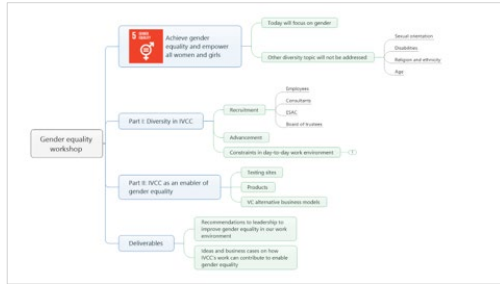 Gender equality
workshop
5 GENDER
EQUALITY
Achieve gender
equality and empower
all women and girls
Today will focus on gender
Other diversity topic will not be addressed
Sexual orientation
Disabilities
Religion and ethnicity
Age
Part I: Diversity in IVCC
Recruitment
Employees
Consultants
ESAC
Board of trustees
Advancement
Constraints in day-to-day work environment
Part II: IVCC as an enabler of
gender equality
Testing sites
Products
VC alternative business models
Deliverables
Recommendations to leadership to
improve gender equality in our work
environment
Ideas and business cases on how
IVCC's work can contribute to enable
gender equality